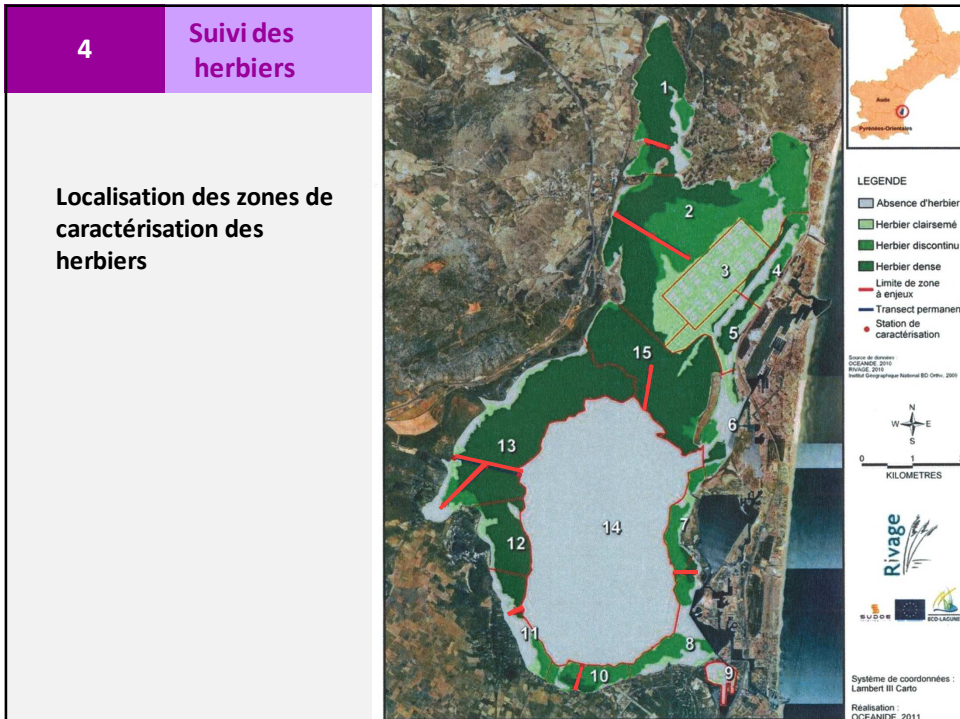 4
Suivi des
herbiers
Localisation des zones de
caractérisation des
herbiers
1
2
3
4
5
15
6
13
14
7
12
11
8
10
9
Aude
Pyrénées-Orientales
LEGENDE
Absence d'herbier
Herbier clairsemé
Herbier discontinu
Herbier dense
Limite de zone
à enjeux
Transect permanent
Station de
caractérisation
Source de données :
OCEANIDE, 2010
RIVAGE, 2010
Institut Géographique National BD Ortho, 2009
N
W E
S
0 1
KILOMETRES
Rivage
SUDOE
ECO-LAGUNES
Système de coordonnées :
Lambert III Carto
Réalisation :
OCEANIDE, 2011